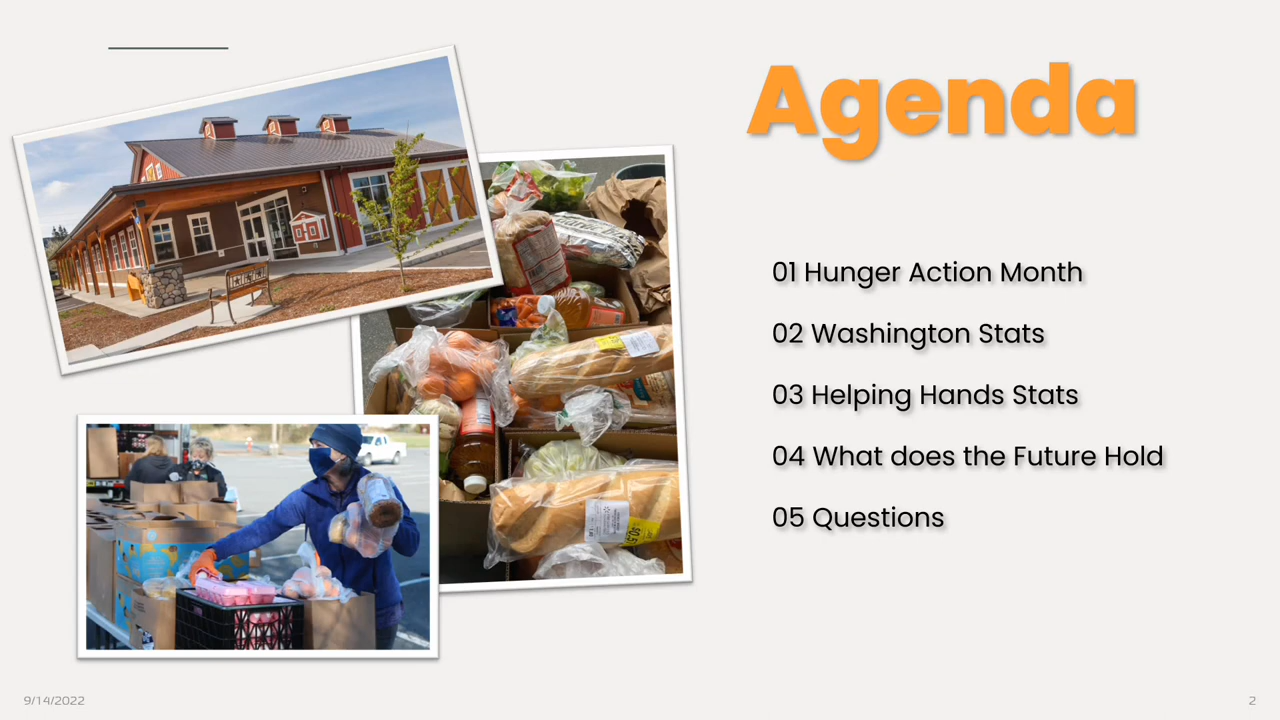 Agenda
01 Hunger Action Month
02 Washington Stats
03 Helping Hands Stats
04 What does the Future Hold
05 Questions
9/14/2022
2